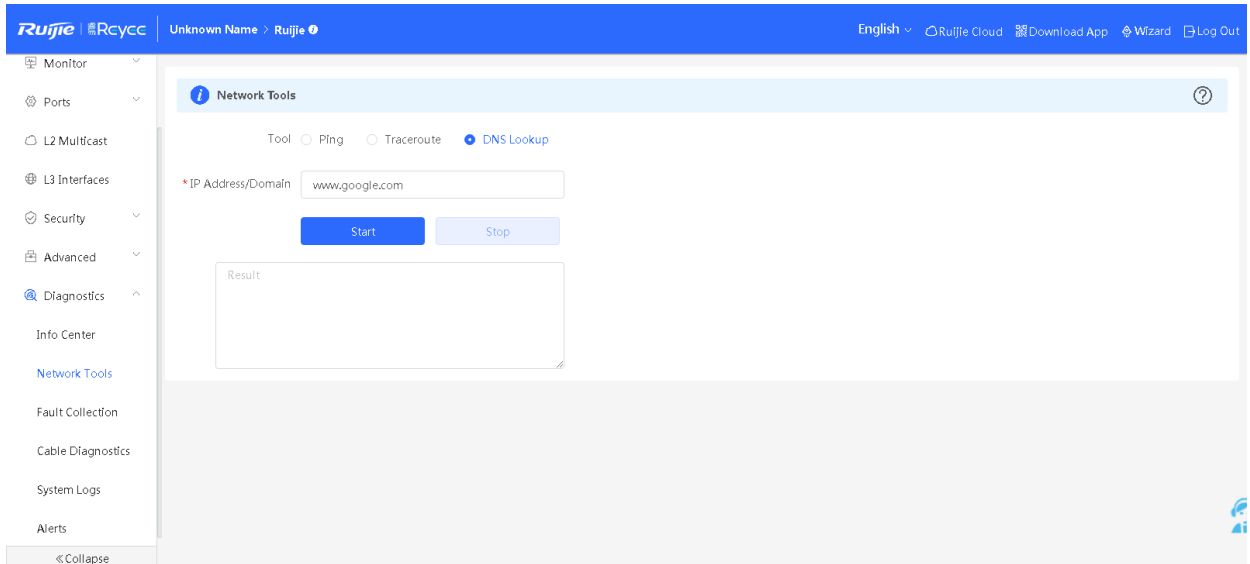 Ruijie Rcycc Unknown Name > Ruijie English Ruijie Cloud Download App Wizard Log Out
Monitor
Ports
L2 Multicast
L3 Interfaces
Security
Advanced
Diagnostics
Info Center
Network Tools
Fault Collection
Cable Diagnostics
System Logs
Alerts
«Collapse
i Network Tools ?
Tool Ping Traceroute DNS Lookup
* IP Address/Domain www.google.com
Start Stop
Result